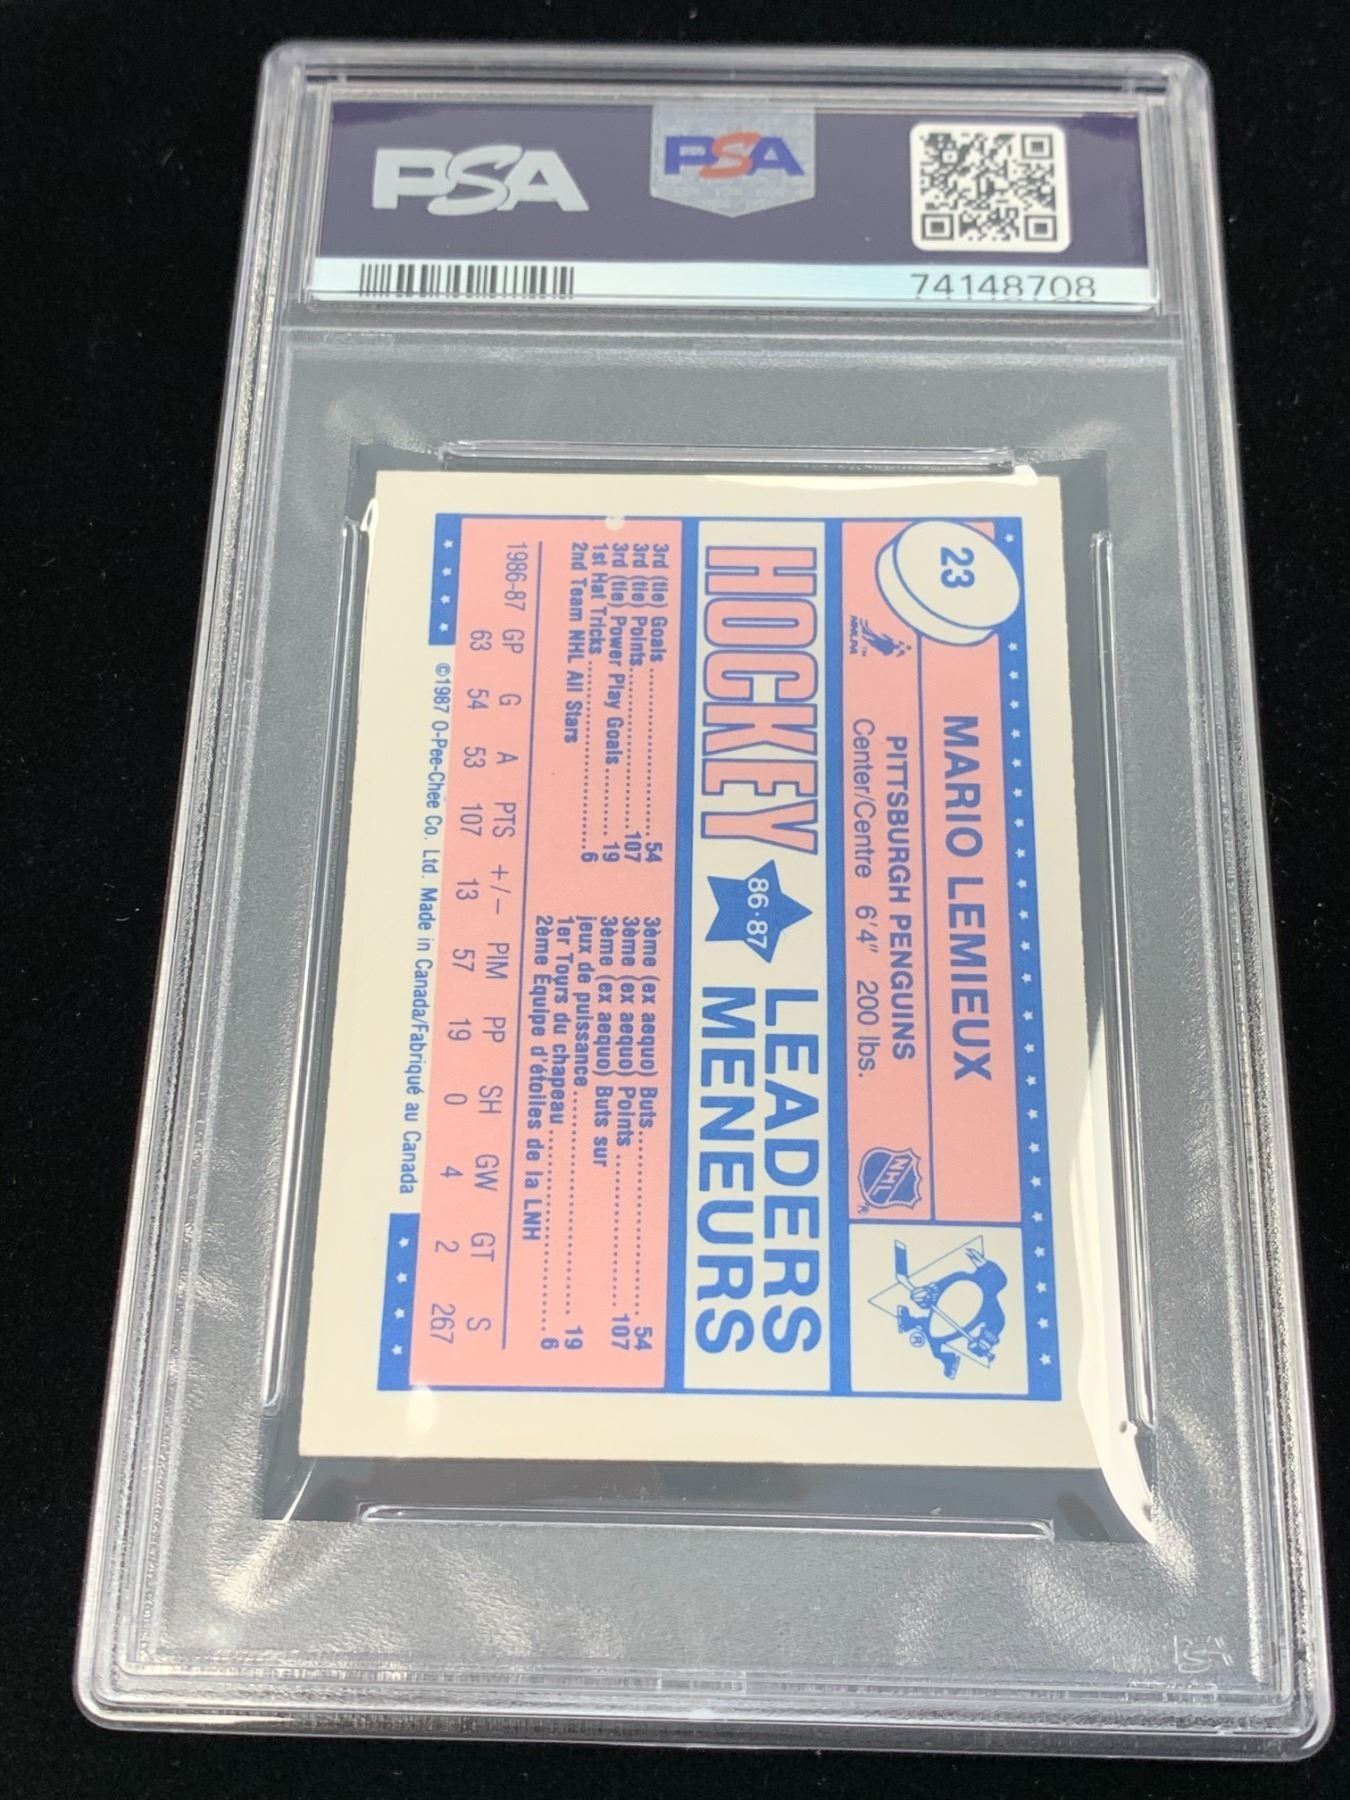 PSA
PSA
74148708
23
NHLPA
TM
MARIO LEMIEUX
PITTSBURGH PENGUINS
Center/Centre 6'4" 200 lbs.
NHL
®
®
HOCKEY
86·87
LEADERS
MENEURS
3rd (tie) Goals....................54
3rd (tie) Points...................107
3rd (tie) Power Play Goals.........19
1st Hat Tricks......................6
2nd Team NHL All Stars
3ème (ex aequo) Buts....................54
3ème (ex aequo) Points..................107
3ème (ex aequo) Buts sur
jeux de puissance.......................19
1er Tours du chapeau.....................6
2ème Équipe d'étoiles de la LNH
1986-87 GP G A PTS +/- PIM PP SH GW GT S
63 54 53 107 13 57 19 0 4 2 267
©1987 O-Pee-Chee Co. Ltd. Made in Canada/Fabriqué au Canada
PSA